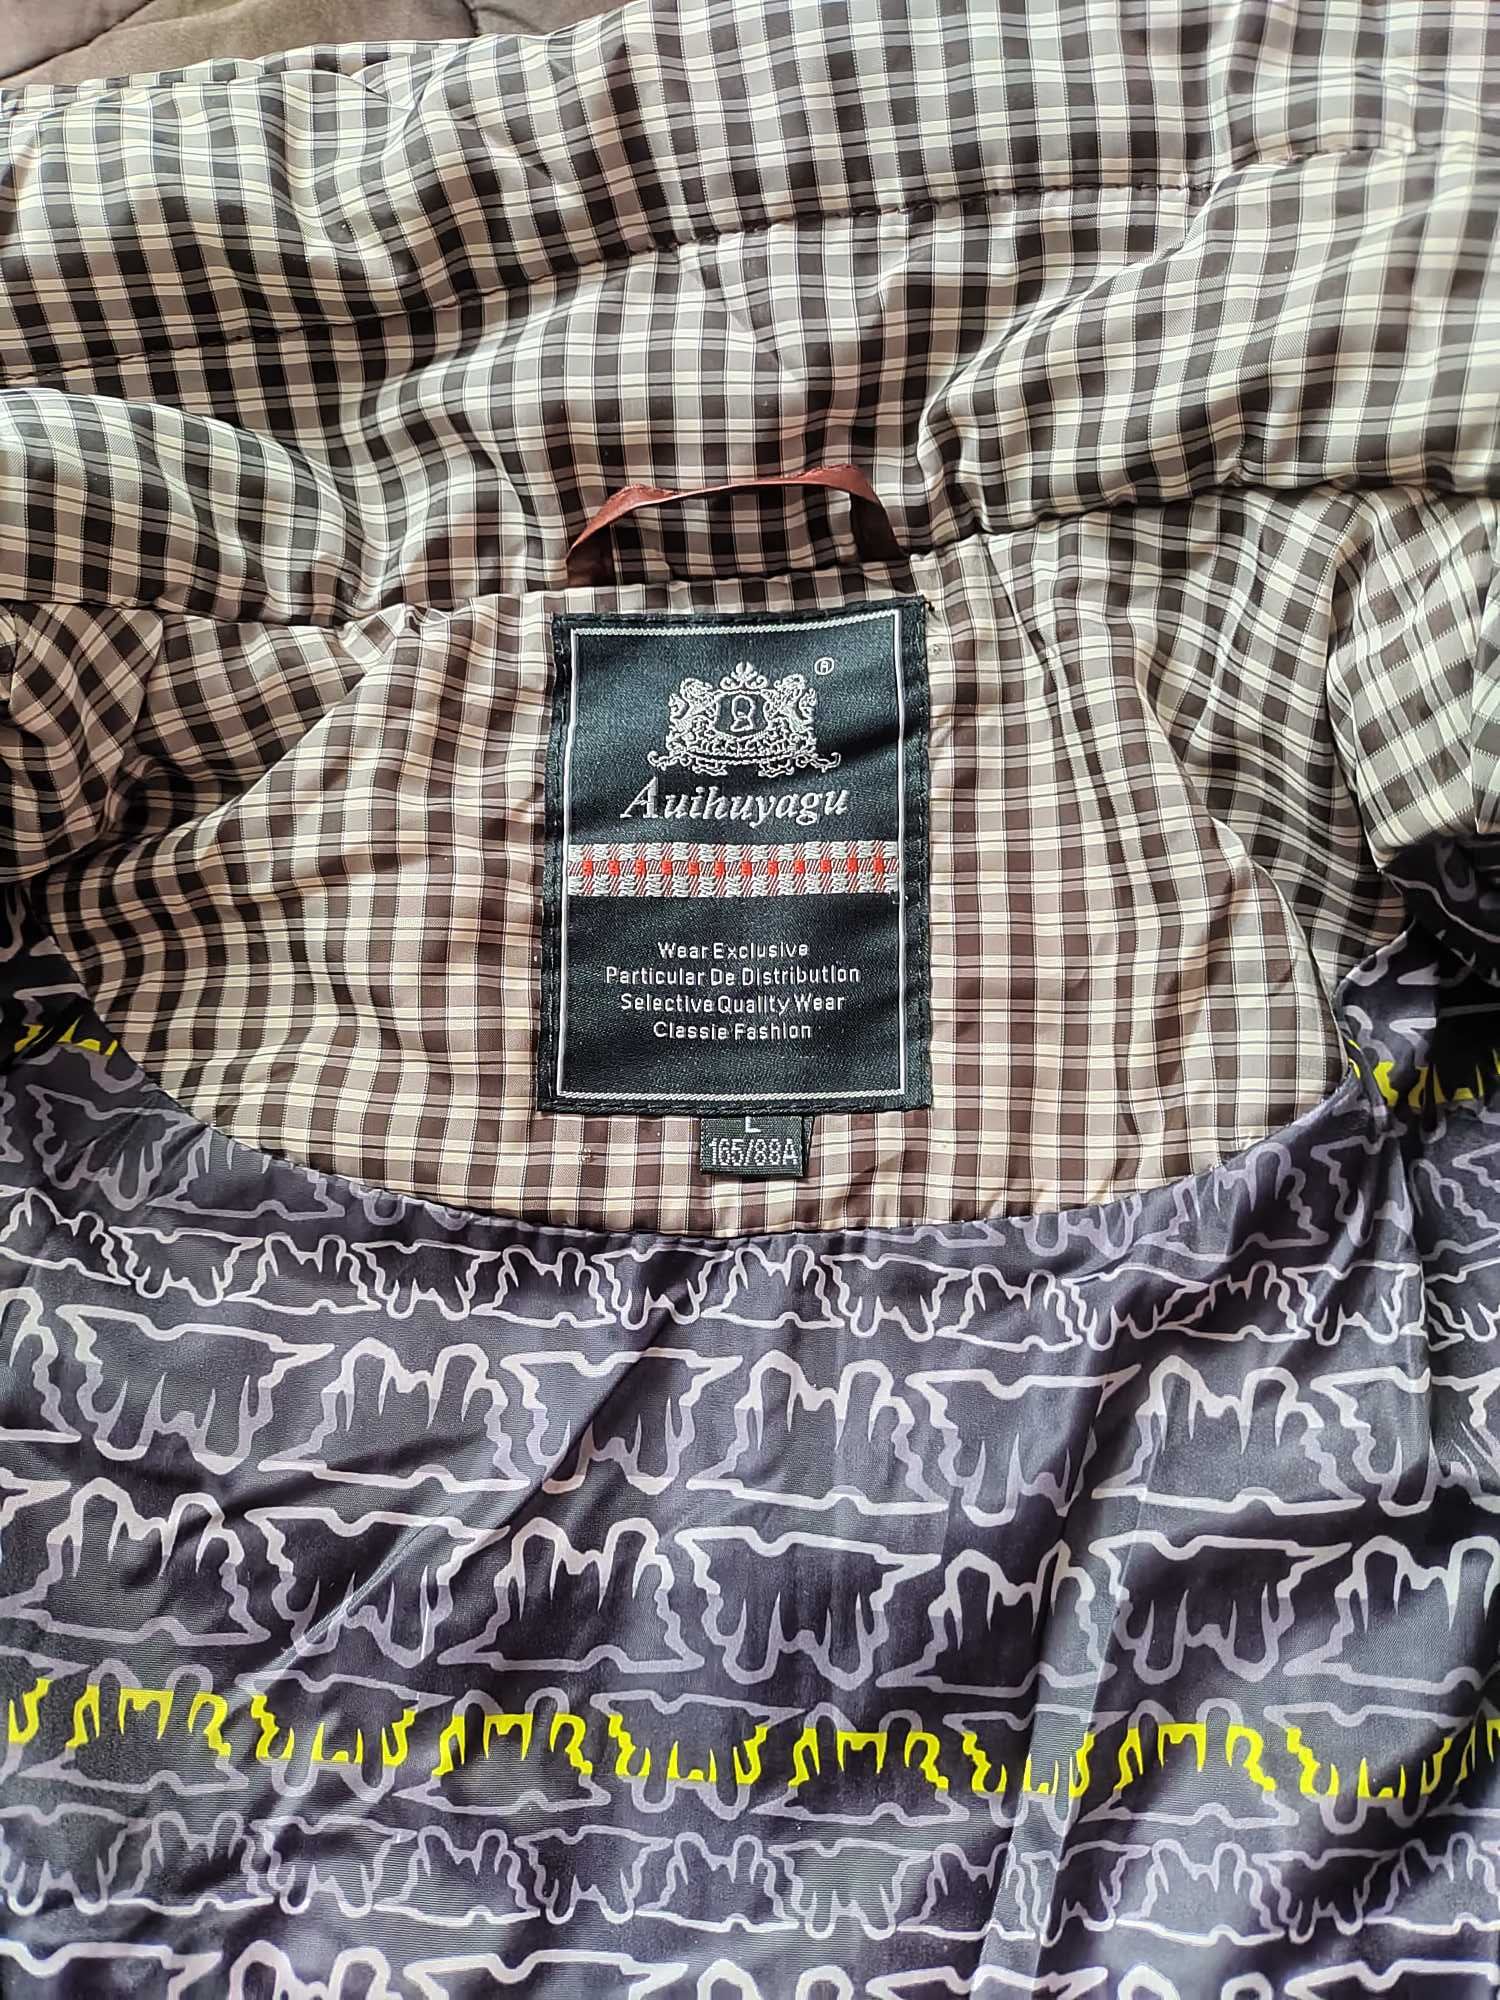 ®
Auihuyagu
Wear Exclusive
Particular De Distribution
Selective Quality Wear
Classie Fashion
L
165/88A